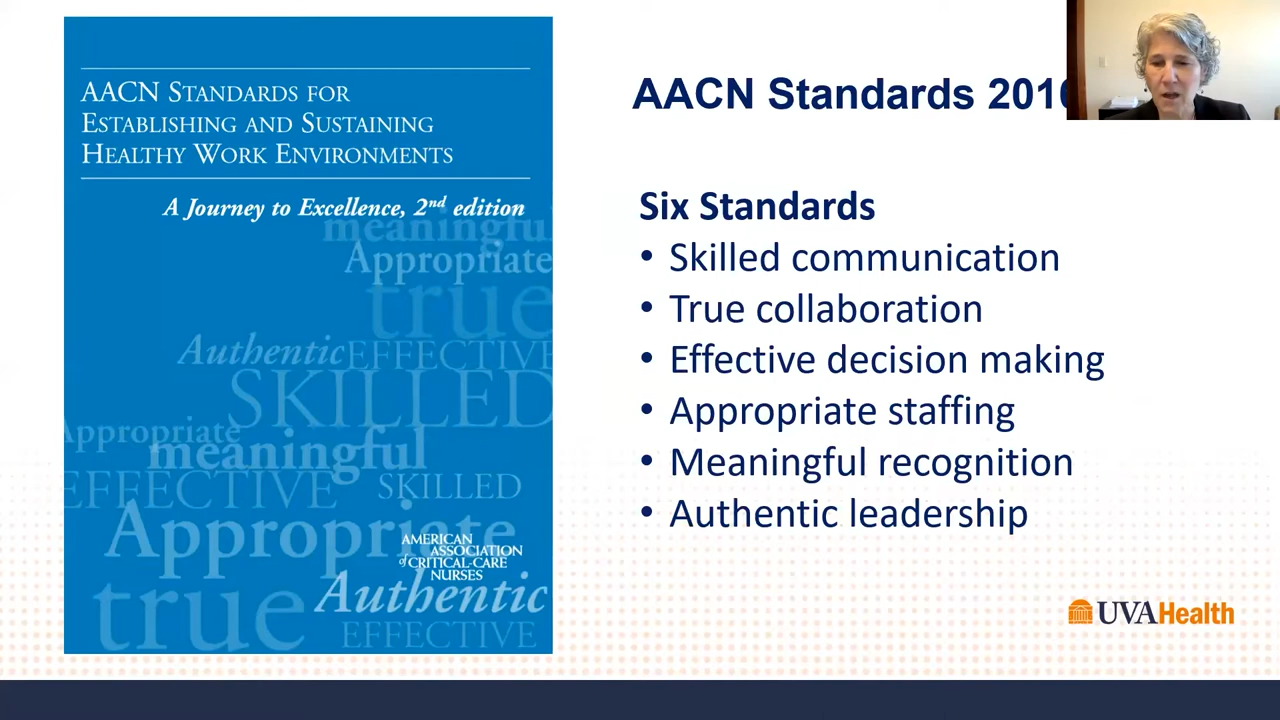 AACN STANDARDS FOR
ESTABLISHING AND SUSTAINING
HEALTHY WORK ENVIRONMENTS
A Journey to Excellence, 2nd edition
meaningful
Appropriate
true
Authentic EFFECTIVE
SKILLED
Appropriate
meaningful
EFFECTIVE SKILLED
Appropriate
AMERICAN
ASSOCIATION
of CRITICAL-CARE
NURSES
true Authentic
EFFECTIVE
AACN Standards 201
Six Standards
• Skilled communication
• True collaboration
• Effective decision making
• Appropriate staffing
• Meaningful recognition
• Authentic leadership
UVAHealth